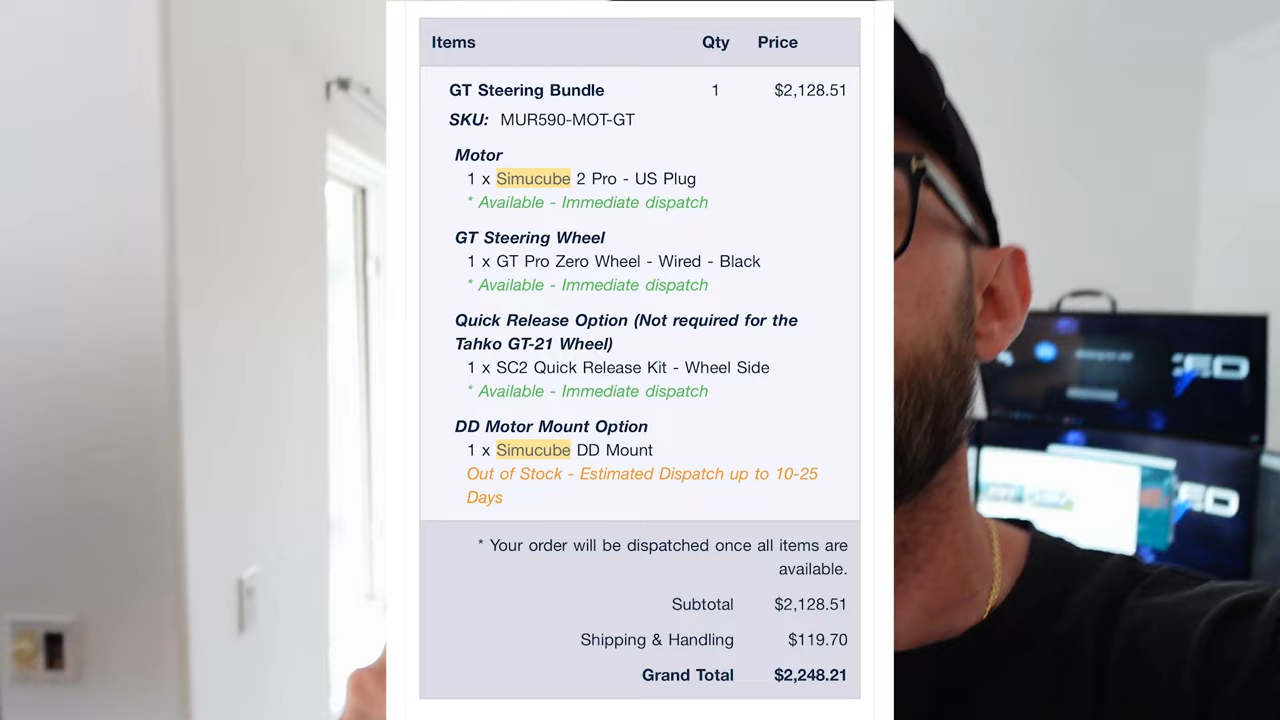 Items Qty Price
GT Steering Bundle 1 $2,128.51
SKU: MUR590-MOT-GT
Motor
1 x Simucube 2 Pro - US Plug
* Available - Immediate dispatch
GT Steering Wheel
1 x GT Pro Zero Wheel - Wired - Black
* Available - Immediate dispatch
Quick Release Option (Not required for the
Tahko GT-21 Wheel)
1 x SC2 Quick Release Kit - Wheel Side
* Available - Immediate dispatch
DD Motor Mount Option
1 x Simucube DD Mount
Out of Stock - Estimated Dispatch up to 10-25
Days
* Your order will be dispatched once all items are
available.
Subtotal $2,128.51
Shipping & Handling $119.70
Grand Total $2,248.21